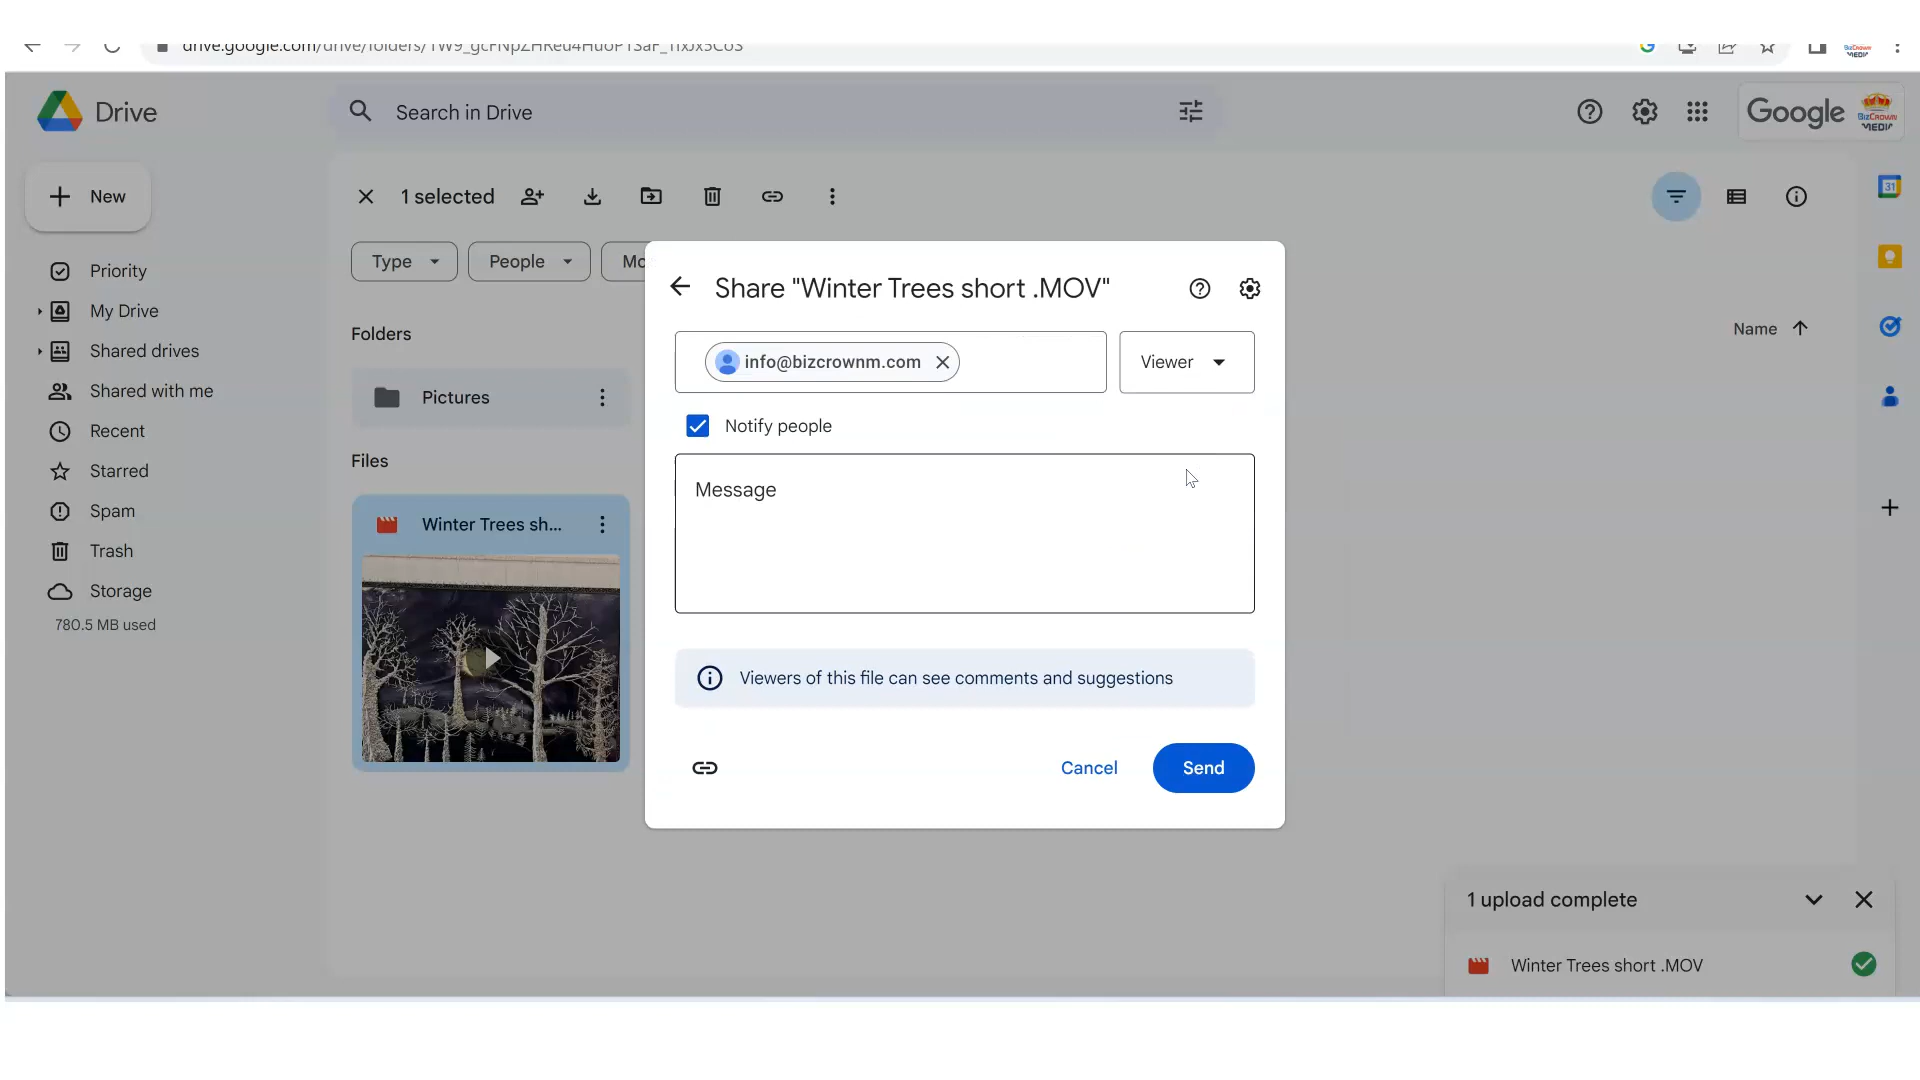 Drive
Search in Drive
Google
BizCrown
MEDIA
New
1 selected
31
Type
People
Priority
My Drive
Shared drives
Shared with me
Recent
Starred
Spam
Trash
Storage
780.5 MB used
Folders
Name
Pictures
Files
Winter Trees sh...
Share "Winter Trees short .MOV"
info@bizcrownm.com
Viewer
Notify people
Message
Viewers of this file can see comments and suggestions
Cancel
Send
1 upload complete
Winter Trees short .MOV